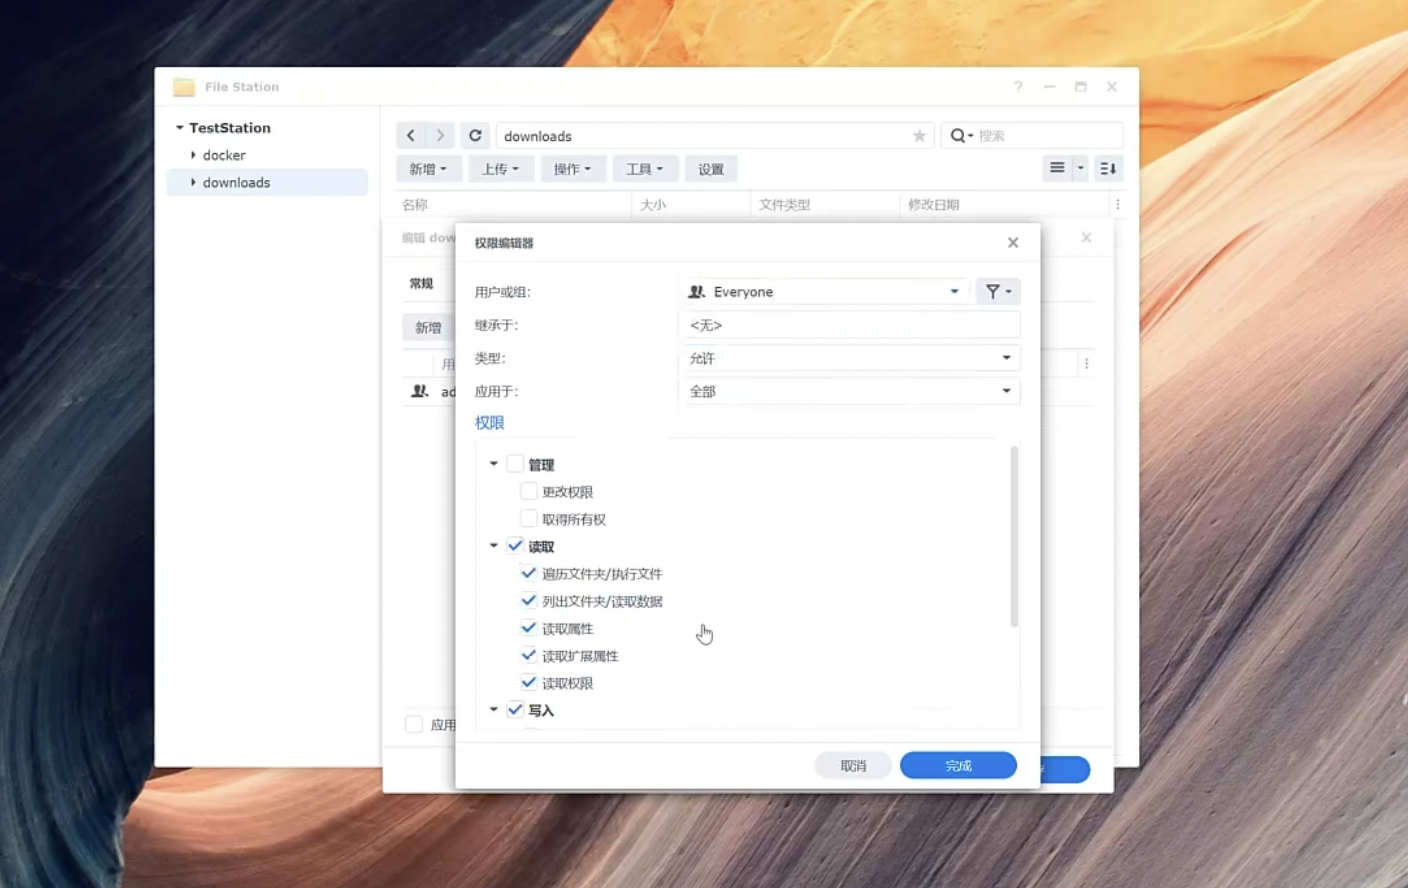 File Station
TestStation
docker
downloads
downloads
搜索
新增
上传
操作
工具
设置
名称
大小
文件类型
修改日期
编辑 dow
常规
新增
用
ad
应用
权限编辑器
用户或组:
Everyone
继承于:
<无>
类型:
允许
应用于:
全部
权限
管理
更改权限
取得所有权
读取
遍历文件夹/执行文件
列出文件夹/读取数据
读取属性
读取扩展属性
读取权限
写入
取消
完成